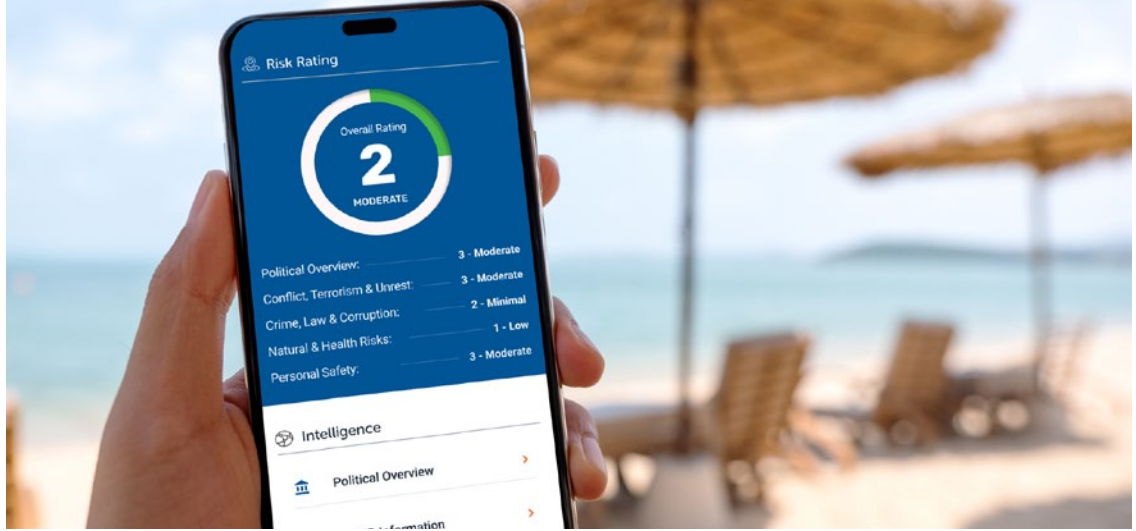 Risk Rating
Overall Rating
2
MODERATE
Political Overview: 3 - Moderate
Conflict, Terrorism & Unrest: 3 - Moderate
Crime, Law & Corruption: 2 - Minimal
Natural & Health Risks: 1 - Low
Personal Safety: 3 - Moderate
Intelligence
Political Overview
Information